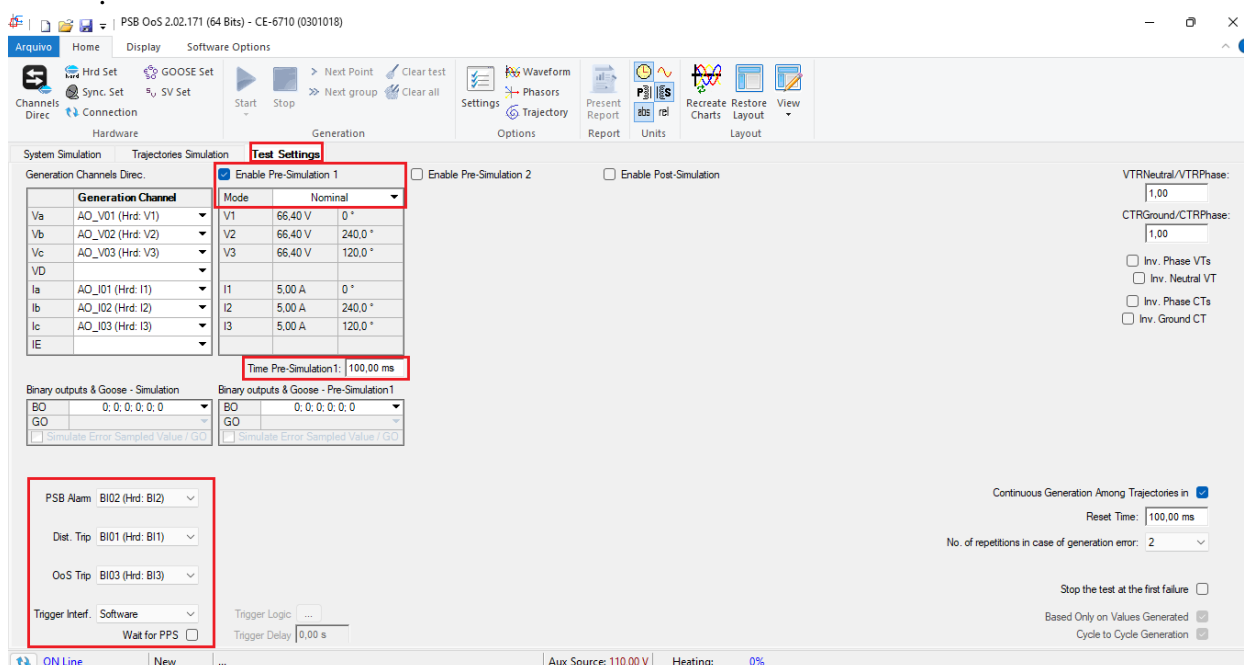 PSB OoS 2.02.171 (64 Bits) - CE-6710 (0301018)
Arquivo Home Display Software Options
Hrd Set GOOSE Set > Next Point Clear test Waveform
Sync. Set SV Set >> Next group Clear all Phasors
Channels Direc Connection Start Stop Settings Trajectory Present Report abs rel Recreate Charts Restore Layout View
Hardware Generation Options Report Units Layout
System Simulation Trajectories Simulation Test Settings
Generation Channels Direc. Enable Pre-Simulation 1 Enable Pre-Simulation 2 Enable Post-Simulation VTRNeutral/VTRPhase:
Generation Channel Mode Nominal 1,00
Va AO_V01 (Hrd: V1) V1 66,40 V 0 ° CTRGround/CTRPhase:
Vb AO_V02 (Hrd: V2) V2 66,40 V 240,0 ° 1,00
Vc AO_V03 (Hrd: V3) V3 66,40 V 120,0 ° Inv. Phase VTs
VD Inv. Neutral VT
Ia AO_I01 (Hrd: I1) I1 5,00 A 0 ° Inv. Phase CTs
Ib AO_I02 (Hrd: I2) I2 5,00 A 240,0 ° Inv. Ground CT
Ic AO_I03 (Hrd: I3) I3 5,00 A 120,0 °
IE
Time Pre-Simulation1: 100,00 ms
Binary outputs & Goose - Simulation Binary outputs & Goose - Pre-Simulation1
BO 0; 0; 0; 0; 0; 0 BO 0; 0; 0; 0; 0; 0
GO GO
Simulate Error Sampled Value / GO Simulate Error Sampled Value / GO
PSB Alarm BI02 (Hrd: BI2) Continuous Generation Among Trajectories in
Reset Time: 100,00 ms
Dist. Trip BI01 (Hrd: BI1) No. of repetitions in case of generation error: 2
OoS Trip BI03 (Hrd: BI3)
Stop the test at the first failure
Trigger Interf. Software Trigger Logic ... Based Only on Values Generated
Wait for PPS Trigger Delay 0,00 s Cycle to Cycle Generation
ON Line New ... Aux Source: 110,00 V Heating: 0%